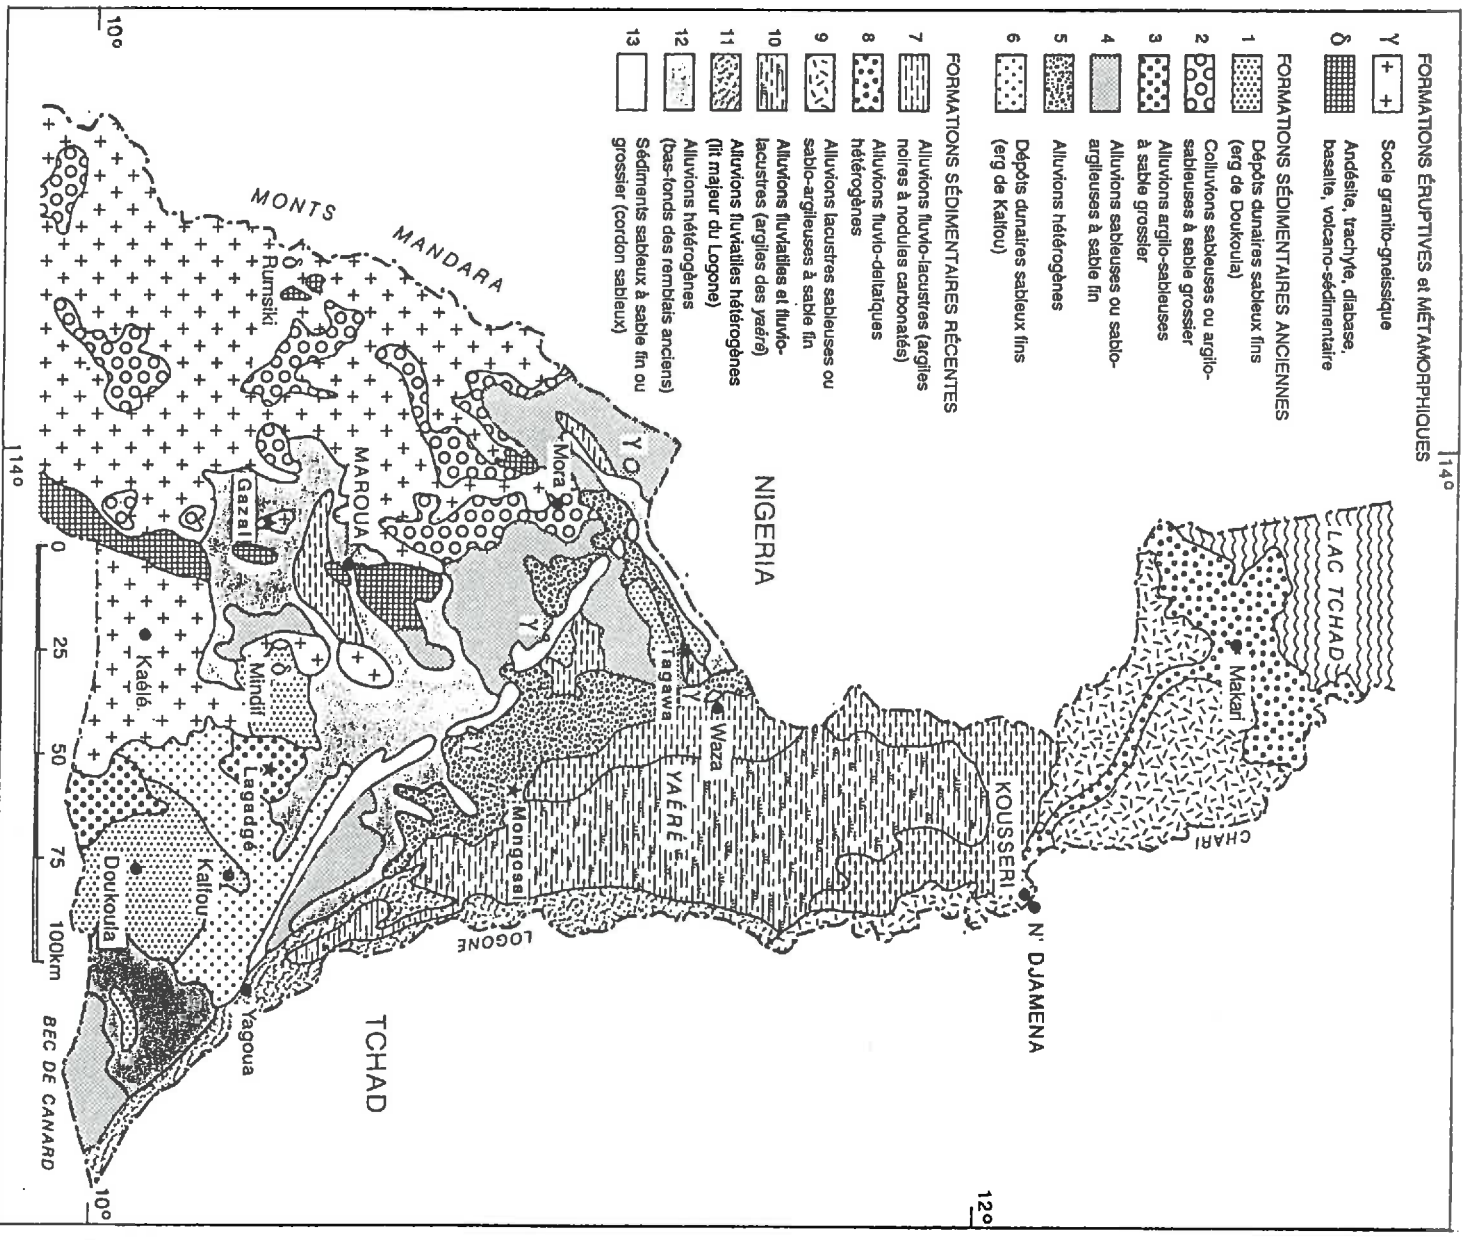 FORMATIONS ÉRUPTIVES et MÉTAMORPHIQUES
γ Socle granito-gneissique
δ Andésite, trachyte, diabase,
basalte, volcano-sédimentaire
FORMATIONS SÉDIMENTAIRES ANCIENNES
1 Dépôts dunaires sableux fins
(erg de Doukoula)
2 Colluvions sableuses ou argilo-
sableuses à sable grossier
3 Alluvions argilo-sableuses
à sable grossier
4 Alluvions sableuses ou sablo-
argileuses à sable fin
5 Alluvions hétérogènes
6 Dépôts dunaires sableux fins
(erg de Kalfou)
FORMATIONS SÉDIMENTAIRES RÉCENTES
7 Alluvions fluvio-lacustres (argiles
noires à nodules carbonatés)
8 Alluvions fluvio-deltaïques
hétérogènes
9 Alluvions lacustres sableuses ou
sablo-argileuses à sable fin
10 Alluvions fluviatiles et fluvio-
lacustres (argiles des yaéré)
11 Alluvions fluviatiles hétérogènes
(lit majeur du Logone)
12 Alluvions hétérogènes
(bas-fonds des remblais anciens)
13 Sédiments sableux à sable fin ou
grossier (cordon sableux)
14°
LAC TCHAD
Makari
CHARI
KOUSSERI
N' DJAMENA
12°
NIGERIA
Waza
γ
Tagawa
YAÉRÉ
LOGONE
γ
Mora
γ
γ
Mongossi
TCHAD
MONTS MANDARA
δ
Rumsiki
MAROUA
Gazal
δ
Mindif
Lagadgé
Kalfou
Yagoua
Kaélé
Doukoula
BEC DE CANARD
0 25 50 75 100km
10°
14°
10°